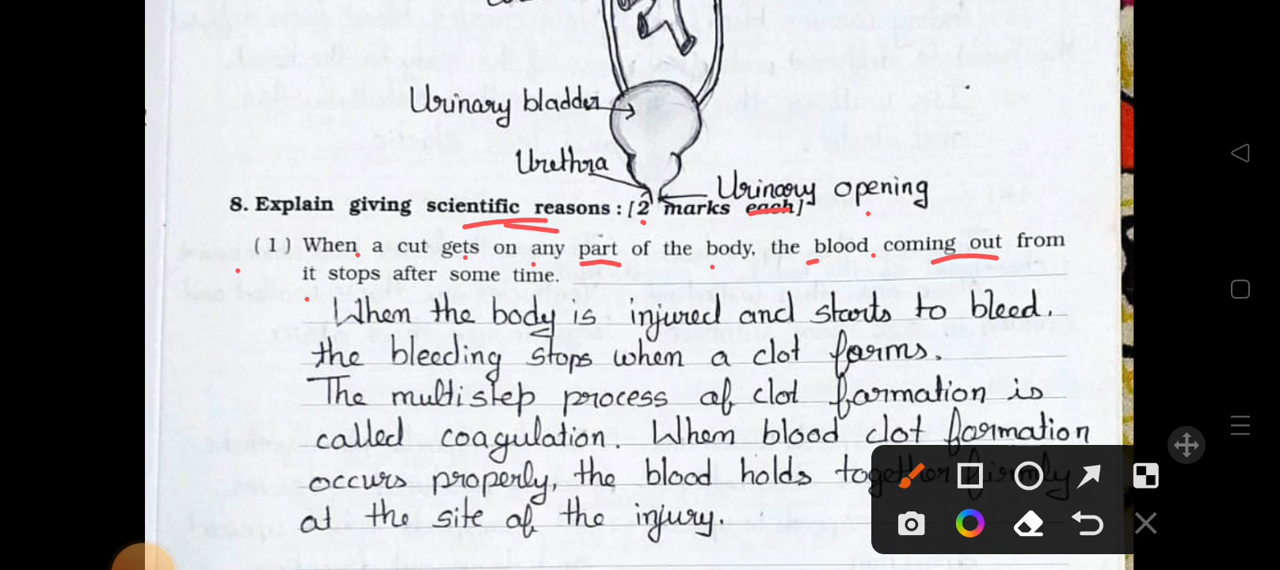 Urinary bladder
Urethra
Urinary opening
8. Explain giving scientific reasons : [2 marks each]
(1) When a cut gets on any part of the body, the blood coming out from
it stops after some time.
When the body is injured and starts to bleed.
the bleeding stops when a clot forms.
The multistep process of clot formation is
called coagulation. When blood clot formation
occurs properly, the blood holds together firmly
at the site of the injury.